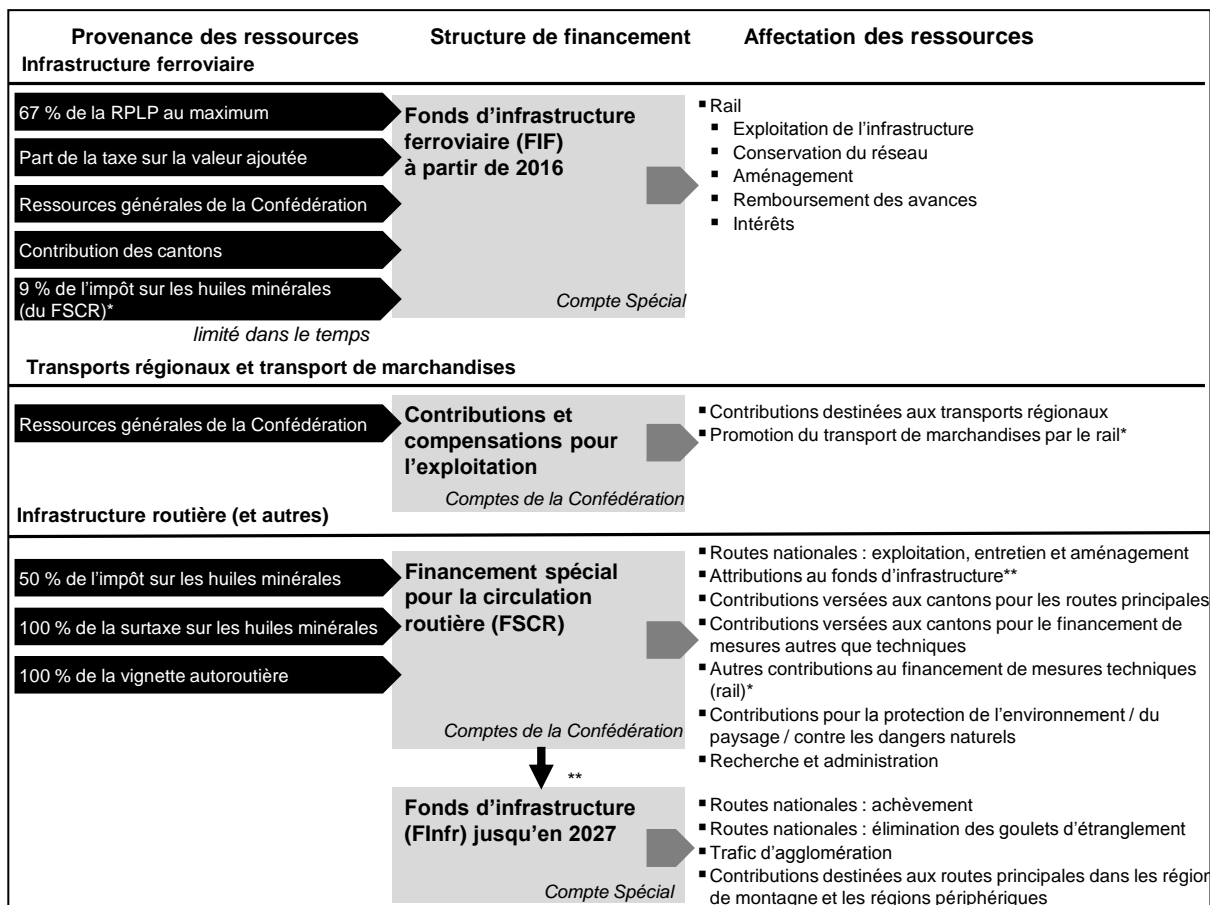 Provenance des ressources
Structure de financement
Affectation des ressources
Infrastructure ferroviaire
67 % de la RPLP au maximum
Part de la taxe sur la valeur ajoutée
Ressources générales de la Confédération
Contribution des cantons
9 % de l'impôt sur les huiles minérales
(du FSCR)*
limité dans le temps
Fonds d'infrastructure
ferroviaire (FIF)
à partir de 2016
Compte Spécial
▪ Rail
▪ Exploitation de l'infrastructure
▪ Conservation du réseau
▪ Aménagement
▪ Remboursement des avances
▪ Intérêts
Transports régionaux et transport de marchandises
Ressources générales de la Confédération
Contributions et
compensations pour
l'exploitation
Comptes de la Confédération
▪ Contributions destinées aux transports régionaux
▪ Promotion du transport de marchandises par le rail*
Infrastructure routière (et autres)
50 % de l'impôt sur les huiles minérales
100 % de la surtaxe sur les huiles minérales
100 % de la vignette autoroutière
Financement spécial
pour la circulation
routière (FSCR)
Comptes de la Confédération
▪ Routes nationales : exploitation, entretien et aménagement
▪ Attributions au fonds d'infrastructure**
▪ Contributions versées aux cantons pour les routes principales
▪ Contributions versées aux cantons pour le financement de
mesures autres que techniques
▪ Autres contributions au financement de mesures techniques
(rail)*
▪ Contributions pour la protection de l'environnement / du
paysage / contre les dangers naturels
▪ Recherche et administration
**
Fonds d'infrastructure
(FInfr) jusqu'en 2027
Compte Spécial
▪ Routes nationales : achèvement
▪ Routes nationales : élimination des goulets d'étranglement
▪ Trafic d'agglomération
▪ Contributions destinées aux routes principales dans les région
de montagne et les régions périphériques